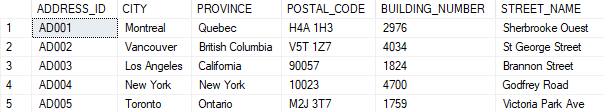 ADDRESS_ID CITY PROVINCE POSTAL_CODE BUILDING_NUMBER STREET_NAME
1 AD001 Montreal Quebec H4A 1H3 2976 Sherbrooke Ouest
2 AD002 Vancouver British Columbia V5T 1Z7 4034 St George Street
3 AD003 Los Angeles California 90057 1824 Brannon Street
4 AD004 New York New York 10023 4700 Godfrey Road
5 AD005 Toronto Ontario M2J 3T7 1759 Victoria Park Ave